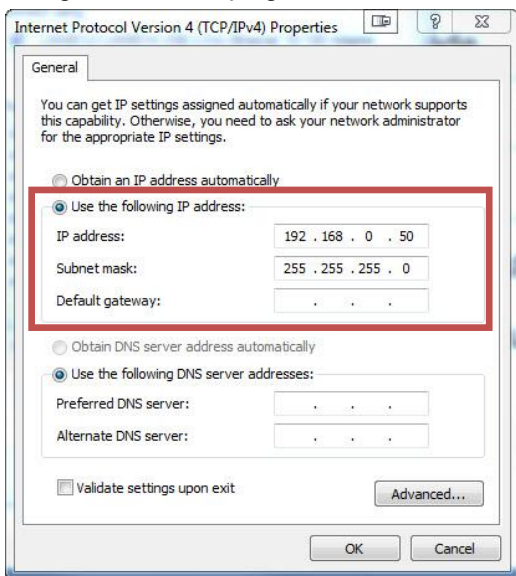 Internet Protocol Version 4 (TCP/IPv4) Properties
General
You can get IP settings assigned automatically if your network supports
this capability. Otherwise, you need to ask your network administrator
for the appropriate IP settings.
Obtain an IP address automatically
Use the following IP address:
IP address: 192 . 168 . 0 . 50
Subnet mask: 255 . 255 . 255 . 0
Default gateway: . . .
Obtain DNS server address automatically
Use the following DNS server addresses:
Preferred DNS server: . . .
Alternate DNS server: . . .
Validate settings upon exit
Advanced...
OK Cancel